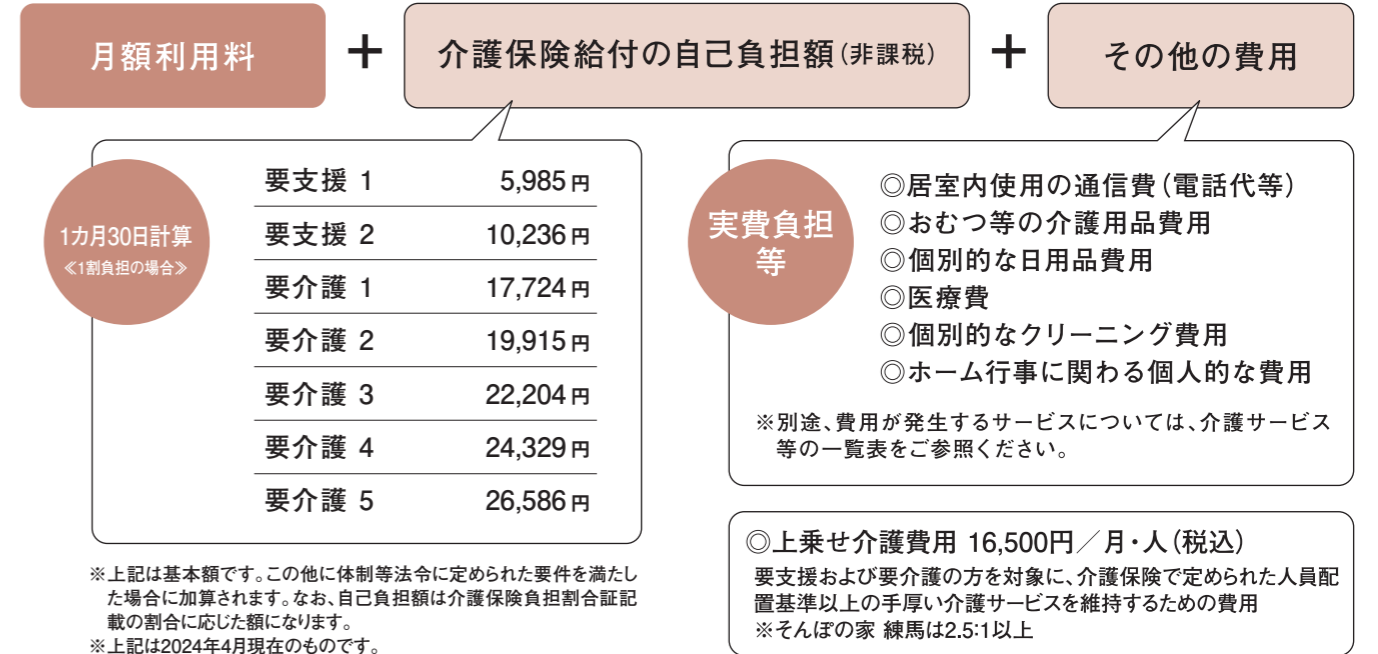 月額利用料 + 介護保険給付の自己負担額(非課税) + その他の費用
1カ月30日計算
≪1割負担の場合≫
要支援 1 5,985円
要支援 2 10,236円
要介護 1 17,724円
要介護 2 19,915円
要介護 3 22,204円
要介護 4 24,329円
要介護 5 26,586円
※上記は基本額です。この他に体制等法令に定められた要件を満たし
た場合に加算されます。なお、自己負担額は介護保険負担割合証記
載の割合に応じた額になります。
※上記は2024年4月現在のものです。
実費負担
等
◎居室内使用の通信費(電話代等)
◎おむつ等の介護用品費用
◎個別的な日用品費用
◎医療費
◎個別的なクリーニング費用
◎ホーム行事に関わる個人的な費用
※別途、費用が発生するサービスについては、介護サービス
等の一覧表をご参照ください。
◎上乗せ介護費用 16,500円/月・人(税込)
要支援および要介護の方を対象に、介護保険で定められた人員配
置基準以上の手厚い介護サービスを維持するための費用
※そんぽの家 練馬は2.5:1以上